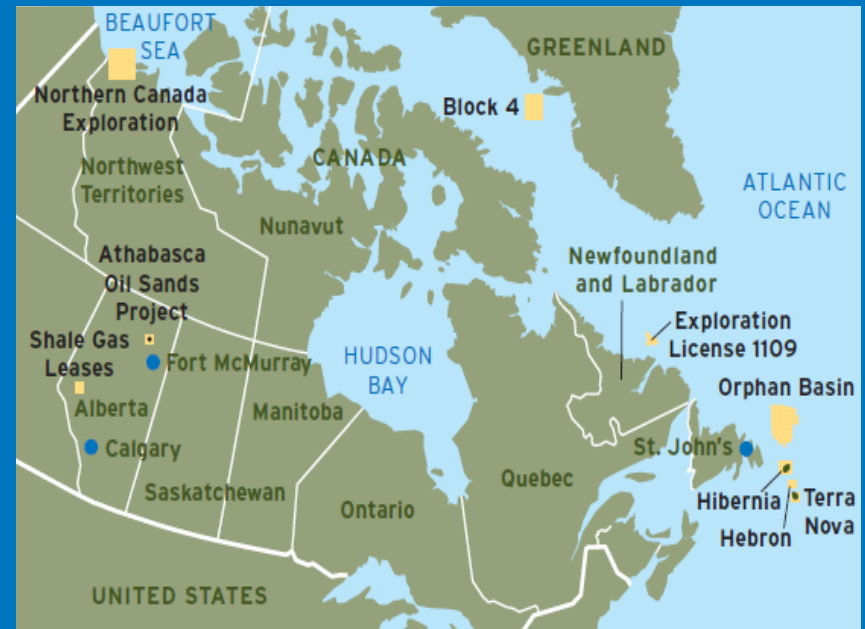 BEAUFORT
SEA
GREENLAND
Northern Canada
Exploration
Block 4
CANADA
Northwest
Territories
ATLANTIC
OCEAN
Nunavut
Athabasca
Oil Sands
Project
Newfoundland
and Labrador
Shale Gas
Leases
Exploration
License 1109
Fort McMurray
HUDSON
BAY
Orphan Basin
Alberta
Manitoba
Calgary
St. John's
Saskatchewan
Quebec
Ontario
Hibernia
Terra
Nova
Hebron
UNITED STATES